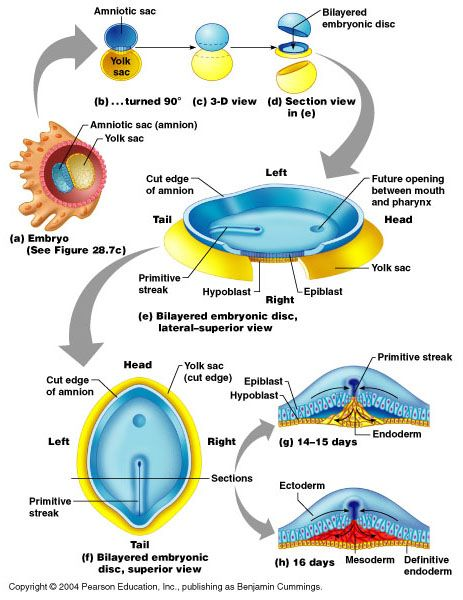 Amniotic sac
Yolk
sac
Bilayered
embryonic disc
(b) ...turned 90°
(c) 3-D view
(d) Section view
in (e)
Amniotic sac (amnion)
Yolk sac
(a) Embryo
(See Figure 28.7c)
Left
Cut edge
of amnion
Future opening
between mouth
and pharynx
Tail
Head
Primitive
streak
Hypoblast
Right
Epiblast
Yolk sac
(e) Bilayered embryonic disc,
lateral–superior view
Head
Cut edge
of amnion
Yolk sac
(cut edge)
Left
Right
Sections
Primitive
streak
Tail
(f) Bilayered embryonic
disc, superior view
Primitive streak
Epiblast
Hypoblast
Endoderm
(g) 14–15 days
Ectoderm
Mesoderm
Definitive
endoderm
(h) 16 days
Copyright © 2004 Pearson Education, Inc., publishing as Benjamin Cummings.